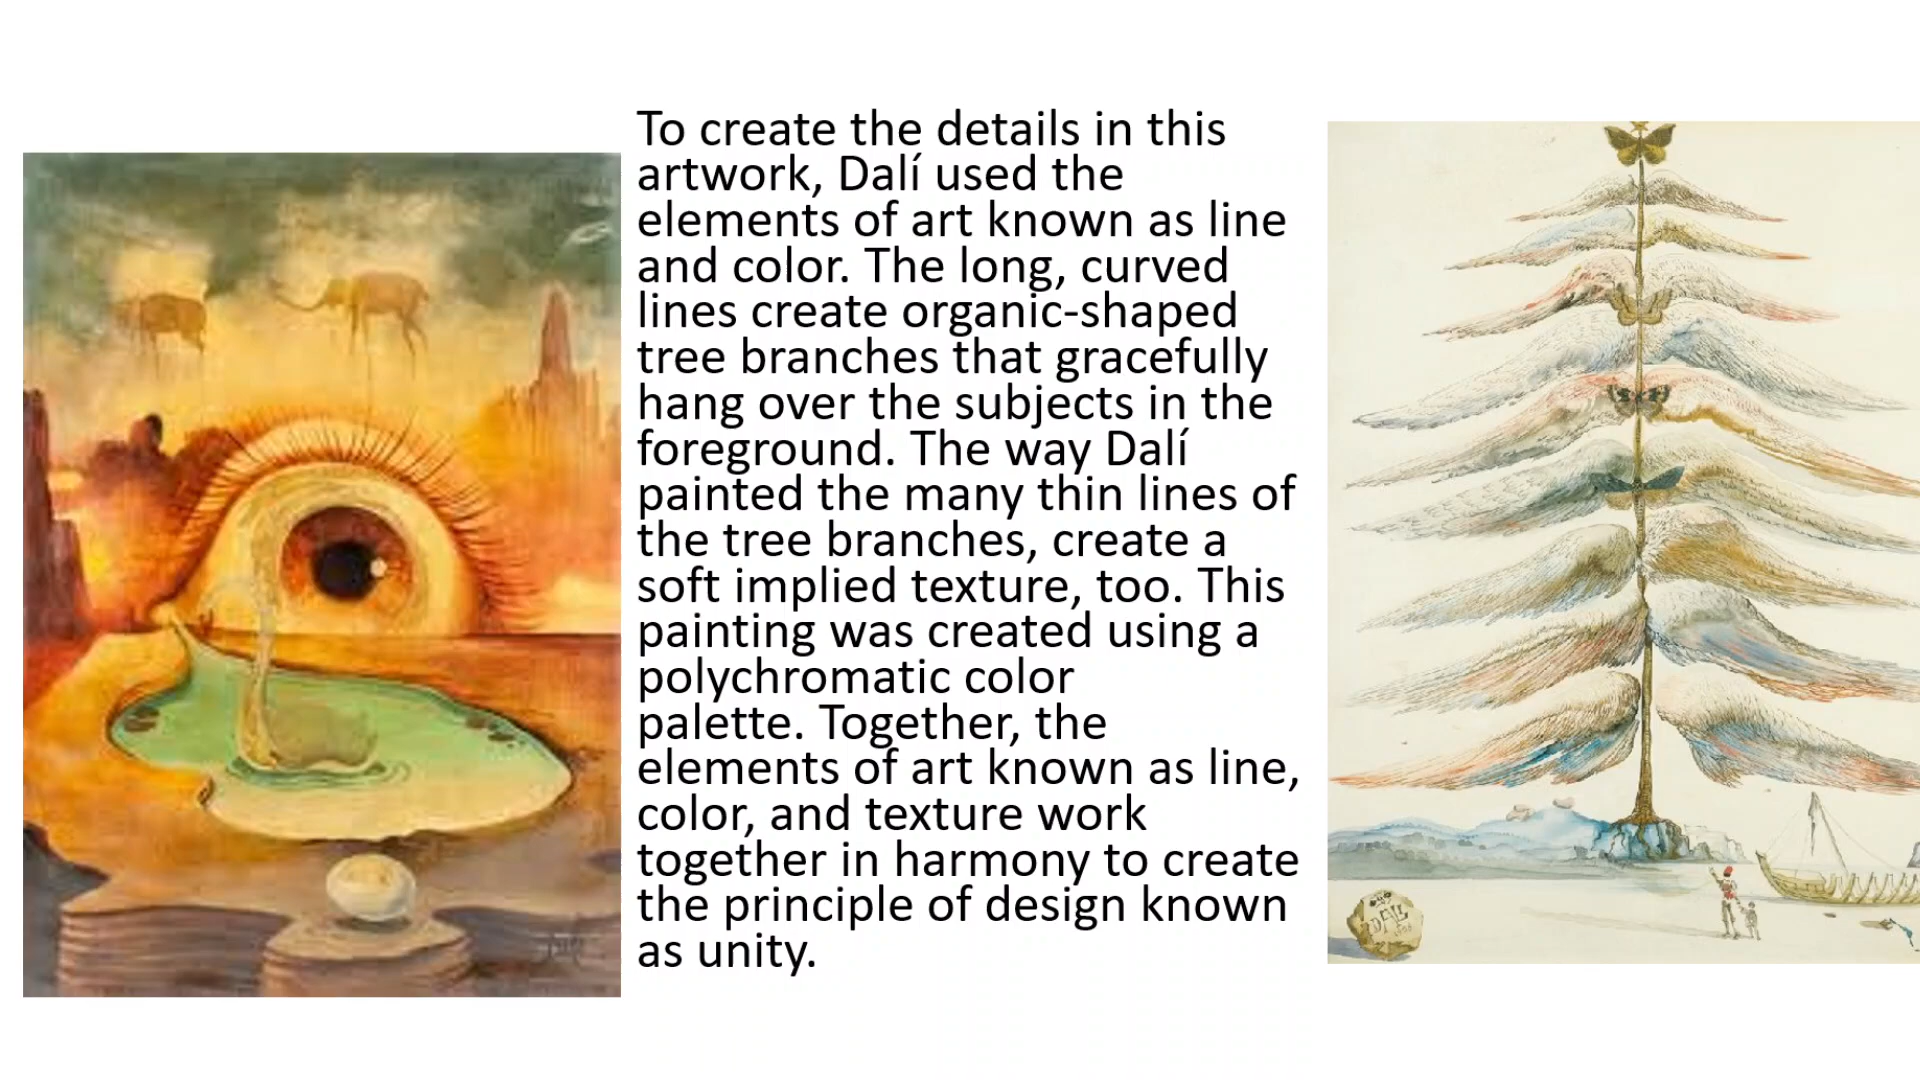 To create the details in this
artwork, Dalí used the
elements of art known as line
and color. The long, curved
lines create organic-shaped
tree branches that gracefully
hang over the subjects in the
foreground. The way Dalí
painted the many thin lines of
the tree branches, create a
soft implied texture, too. This
painting was created using a
polychromatic color
palette. Together, the
elements of art known as line,
color, and texture work
together in harmony to create
the principle of design known
as unity.
DALI